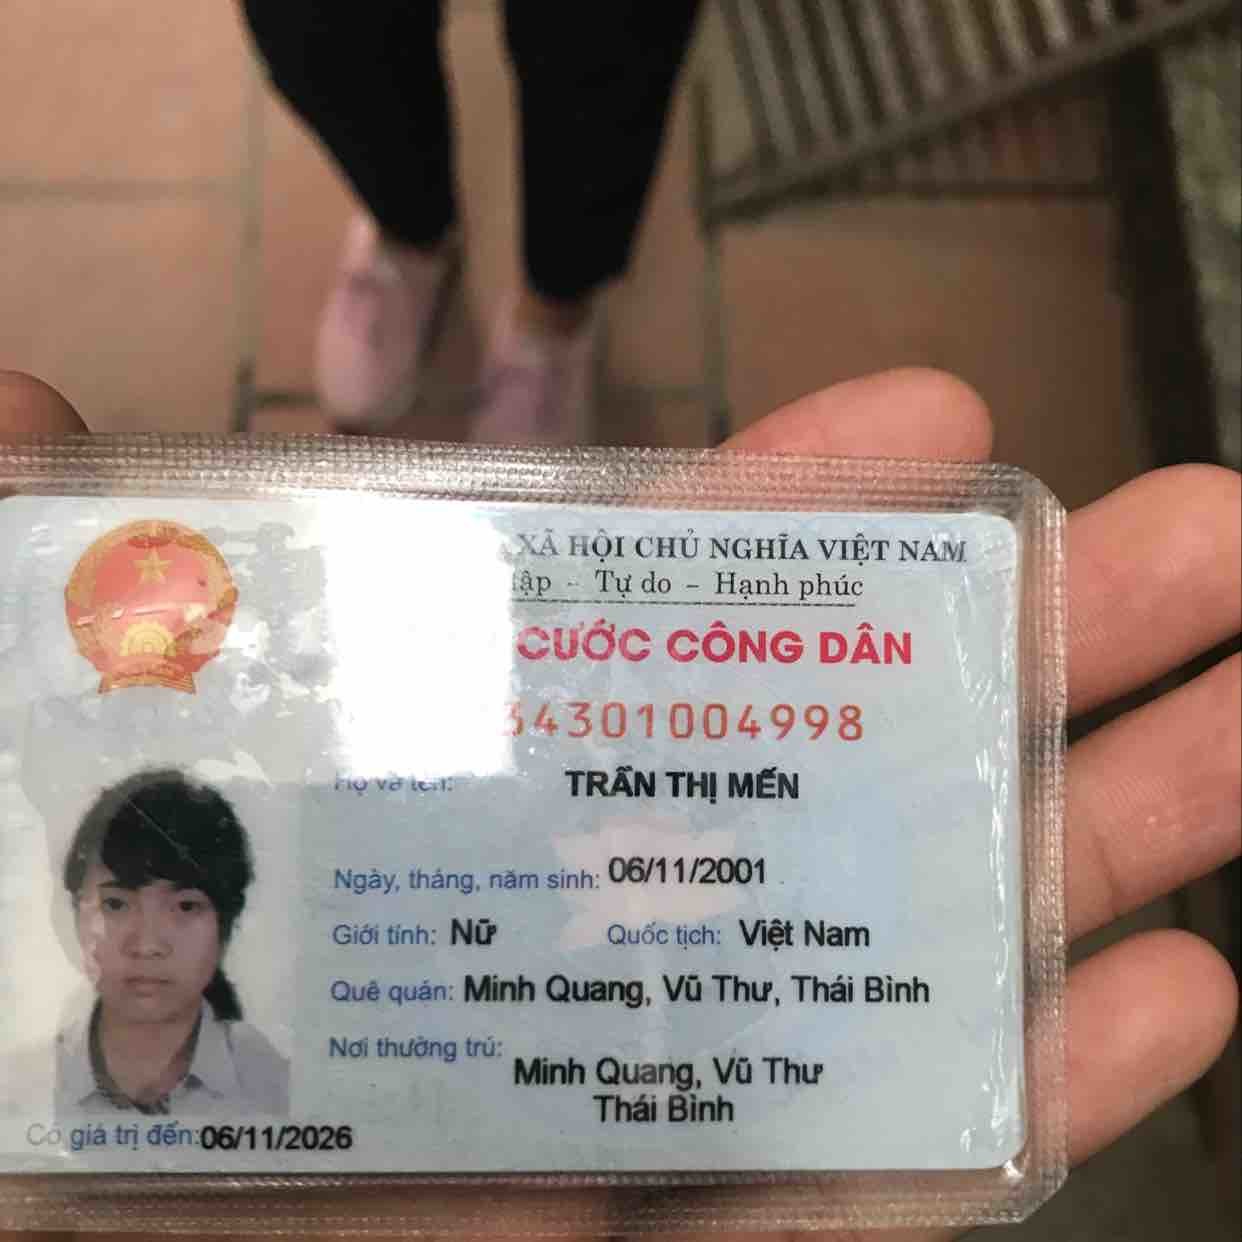 XÃ HỘI CHỦ NGHĨA VIỆT NAM
- Tự do - Hạnh phúc
CƯỚC CÔNG DÂN
34301004998
Họ và tên: TRẦN THỊ MẾN
Ngày, tháng, năm sinh: 06/11/2001
Giới tính: Nữ Quốc tịch: Việt Nam
Quê quán: Minh Quang, Vũ Thư, Thái Bình
Nơi thường trú:
Minh Quang, Vũ Thư
Thái Bình
Có giá trị đến: 06/11/2026